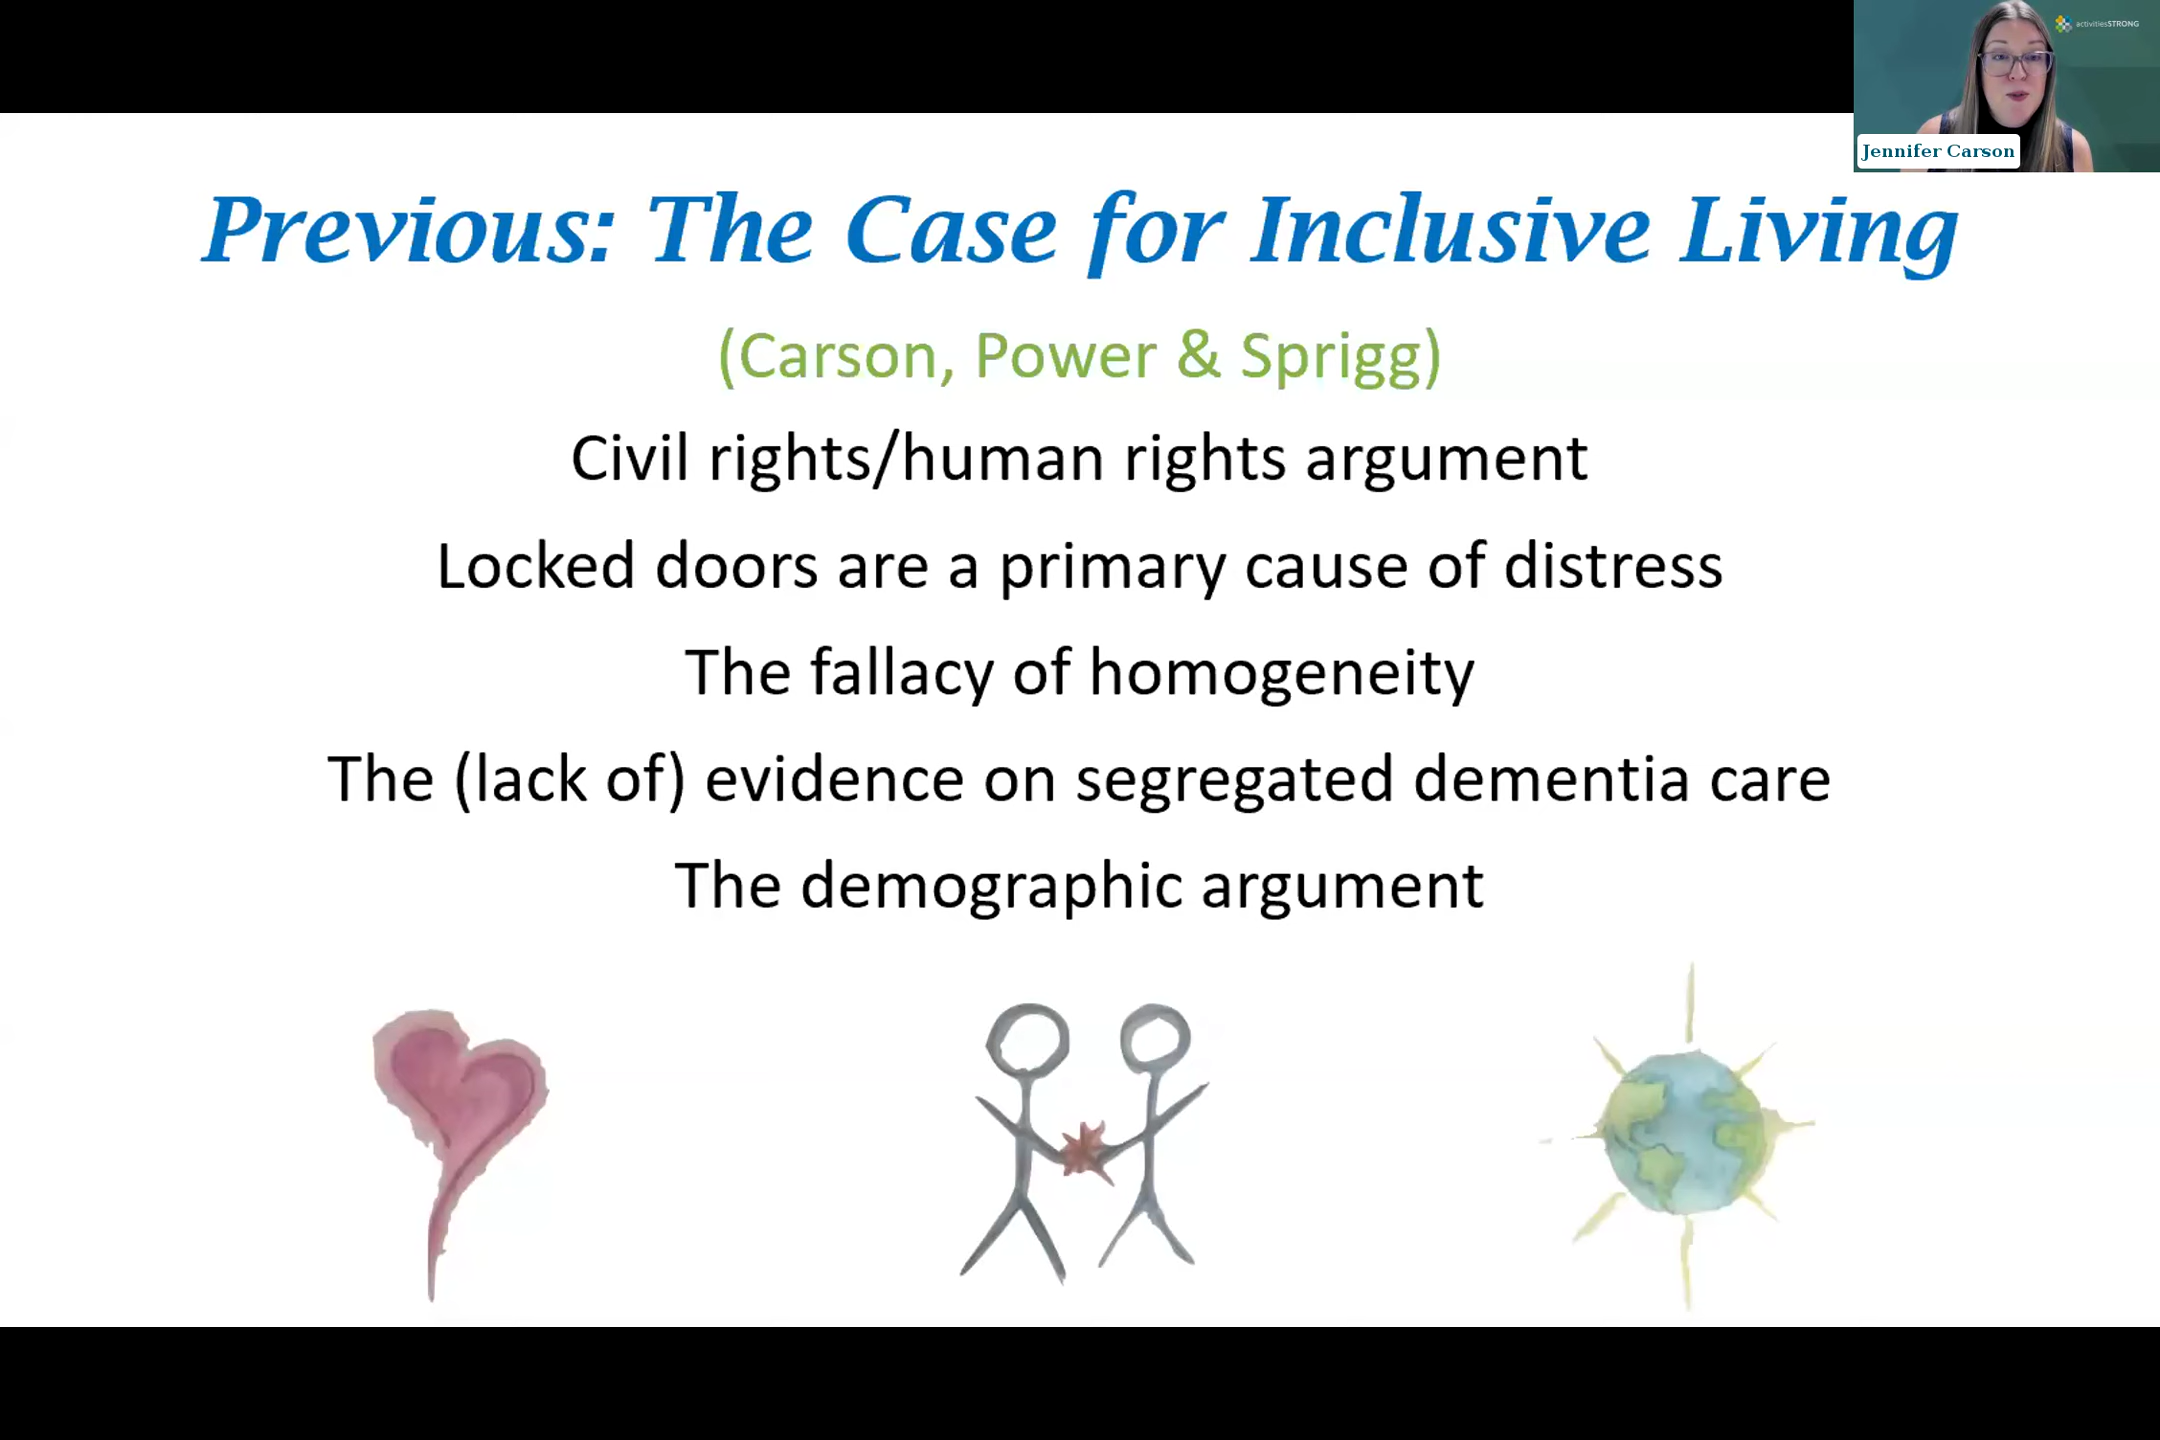 activitiesSTRONG
Jennifer Carson
Previous: The Case for Inclusive Living
(Carson, Power & Sprigg)
Civil rights/human rights argument
Locked doors are a primary cause of distress
The fallacy of homogeneity
The (lack of) evidence on segregated dementia care
The demographic argument